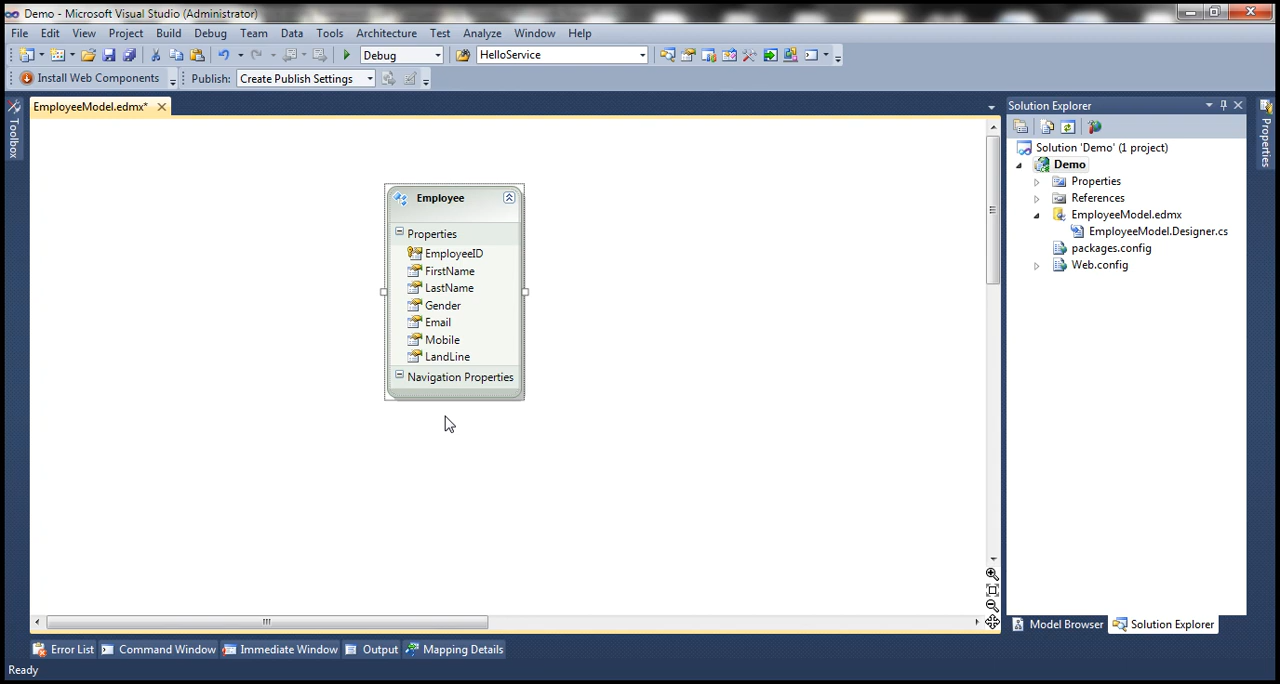 Demo - Microsoft Visual Studio (Administrator)
File Edit View Project Build Debug Team Data Tools Architecture Test Analyze Window Help
Debug HelloService
Install Web Components Publish: Create Publish Settings
EmployeeModel.edmx*
Toolbox
Employee
Properties
EmployeeID
FirstName
LastName
Gender
Email
Mobile
LandLine
Navigation Properties
Solution Explorer
Solution 'Demo' (1 project)
Demo
Properties
References
EmployeeModel.edmx
EmployeeModel.Designer.cs
packages.config
Web.config
Model Browser Solution Explorer
Properties
Error List Command Window Immediate Window Output Mapping Details
Ready